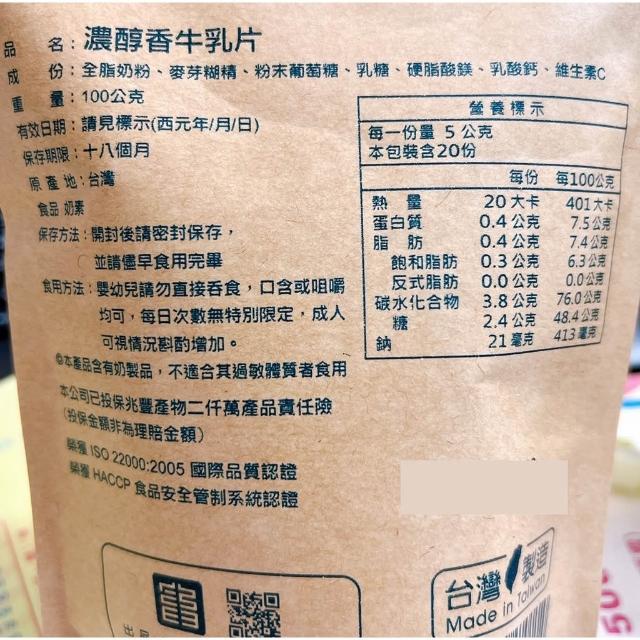 品 名：濃醇香牛乳片
成 份：全脂奶粉、麥芽糊精、粉末葡萄糖、乳糖、硬脂酸鎂、乳酸鈣、維生素C
重 量：100公克
有效日期：請見標示(西元年/月/日)
保存期限：十八個月
原 產 地：台灣
食品 奶素
保存方法：開封後請密封保存，
並請儘早食用完畢
食用方法：嬰幼兒請勿直接吞食，口含或咀嚼
均可，每日次數無特別限定，成人
可視情況斟酌增加。
◎本產品含有奶製品，不適合其過敏體質者食用
本公司已投保兆豐產物二仟萬產品責任險
（投保金額非為理賠金額）
榮獲 ISO 22000:2005 國際品質認證
榮獲 HACCP 食品安全管制系統認證
營養標示
每一份量 5 公克
本包裝含20份
每份 每100公克
熱 量 20 大卡 401 大卡
蛋白質 0.4 公克 7.5 公克
脂 肪 0.4 公克 7.4 公克
飽和脂肪 0.3 公克 6.3 公克
反式脂肪 0.0 公克 0.0 公克
碳水化合物 3.8 公克 76.0 公克
糖 2.4 公克 48.4 公克
鈉 21 毫克 413 毫克
台灣 製造
Made in Taiwan